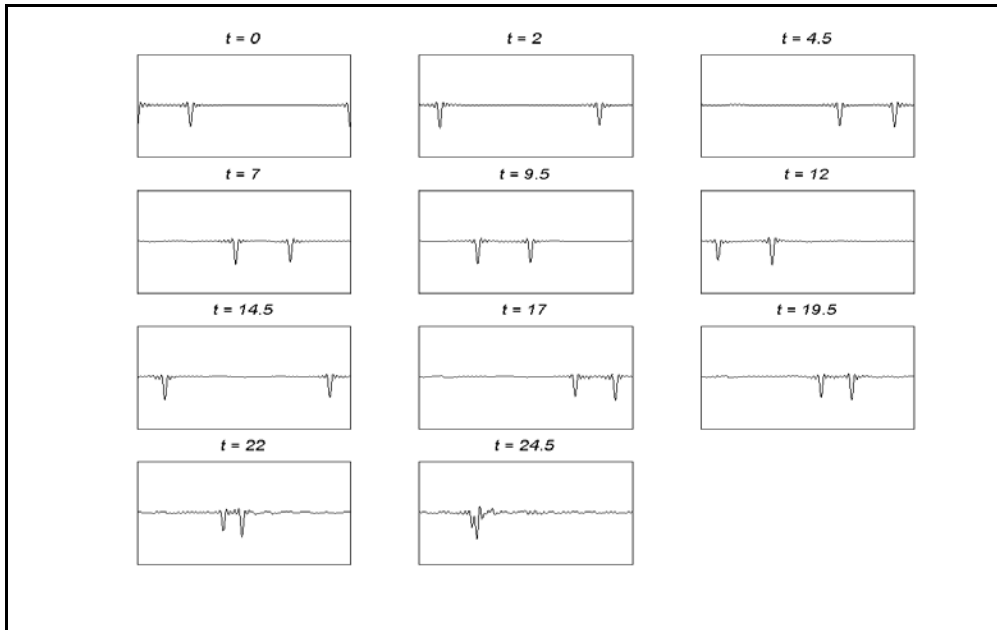 t = 0
t = 2
t = 4.5
t = 7
t = 9.5
t = 12
t = 14.5
t = 17
t = 19.5
t = 22
t = 24.5